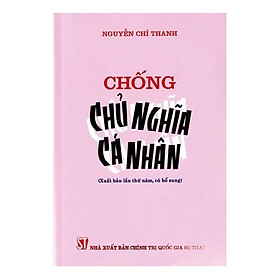 NGUYỄN CHÍ THANH
CHỐNG
CHỦ NGHĨA
CÁ NHÂN
(Xuất bản lần thứ năm, có bổ sung)
ST NHÀ XUẤT BẢN CHÍNH TRỊ QUỐC GIA SỰ THẬT